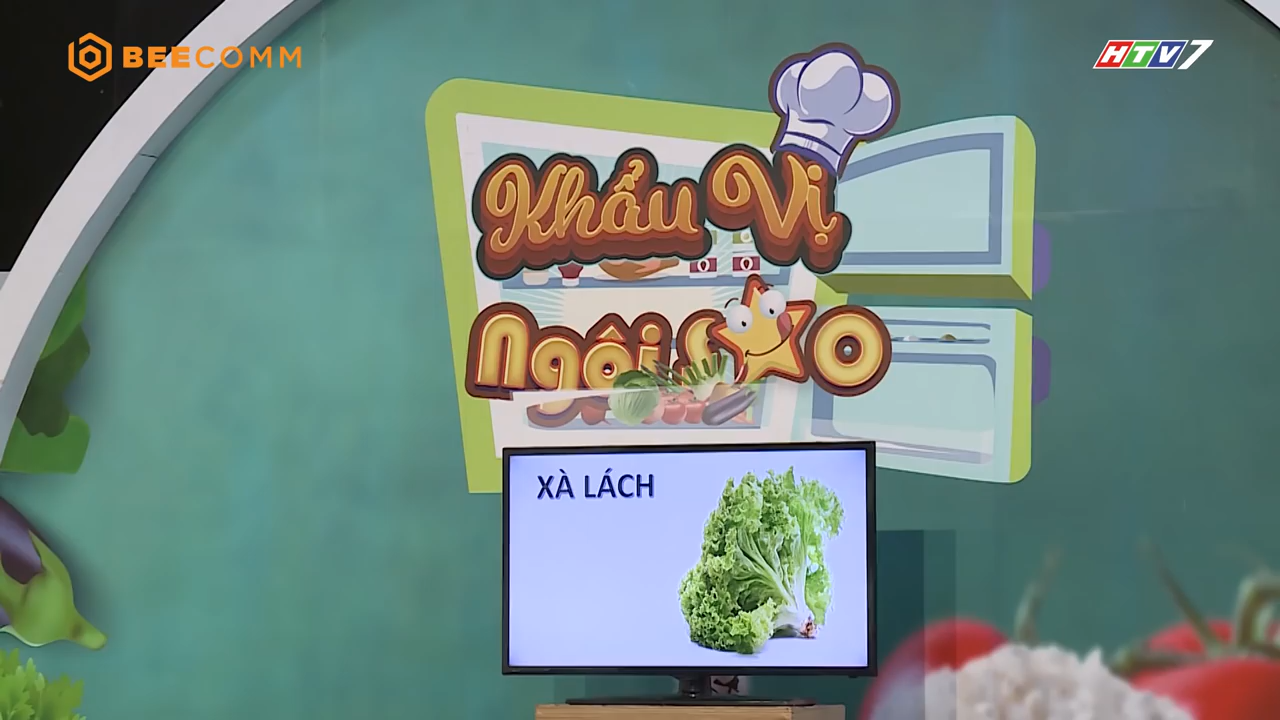 BEECOMM
HTV7
Khẩu Vị
Ngôi SAO
XÀ LÁCH